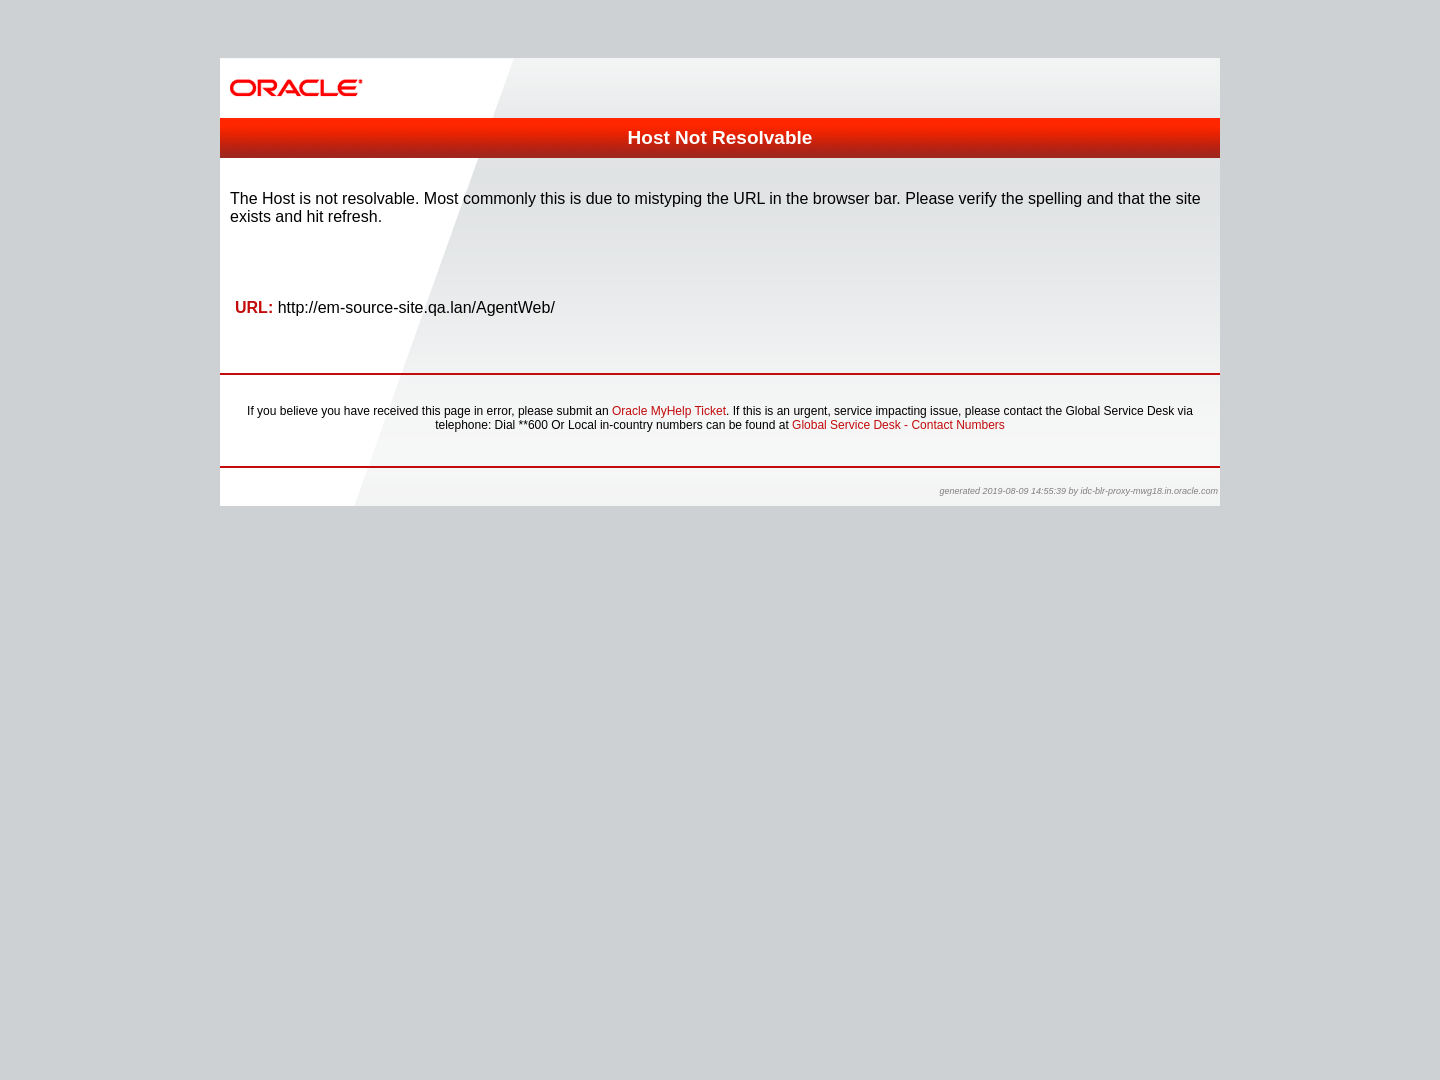 ORACLE
Host Not Resolvable
The Host is not resolvable. Most commonly this is due to mistyping the URL in the browser bar. Please verify the spelling and that the site
exists and hit refresh.
URL: http://em-source-site.qa.lan/AgentWeb/
If you believe you have received this page in error, please submit an Oracle MyHelp Ticket. If this is an urgent, service impacting issue, please contact the Global Service Desk via
telephone: Dial **600 Or Local in-country numbers can be found at Global Service Desk - Contact Numbers
generated 2019-08-09 14:55:39 by idc-blr-proxy-mwg18.in.oracle.com